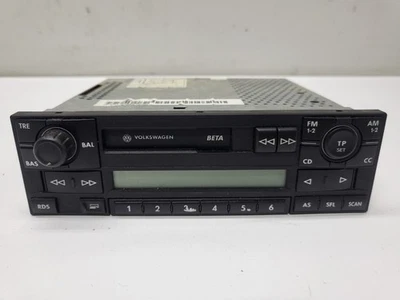 TRE
BAL
BAS
VOLKSWAGEN BETA
FM
1-2
AM
1-2
TP
SET
CD
CC
RDS
1 2 3 4 5 6
AS SFL SCAN